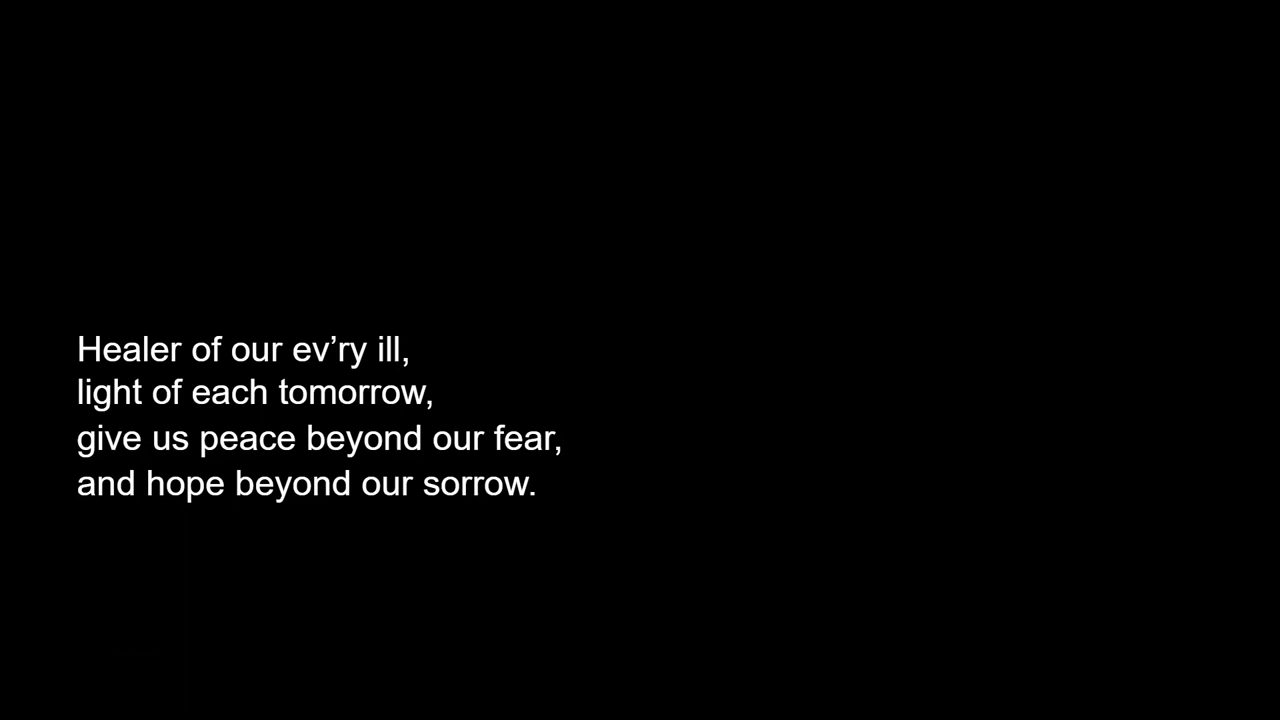 Healer of our ev’ry ill,
light of each tomorrow,
give us peace beyond our fear,
and hope beyond our sorrow.